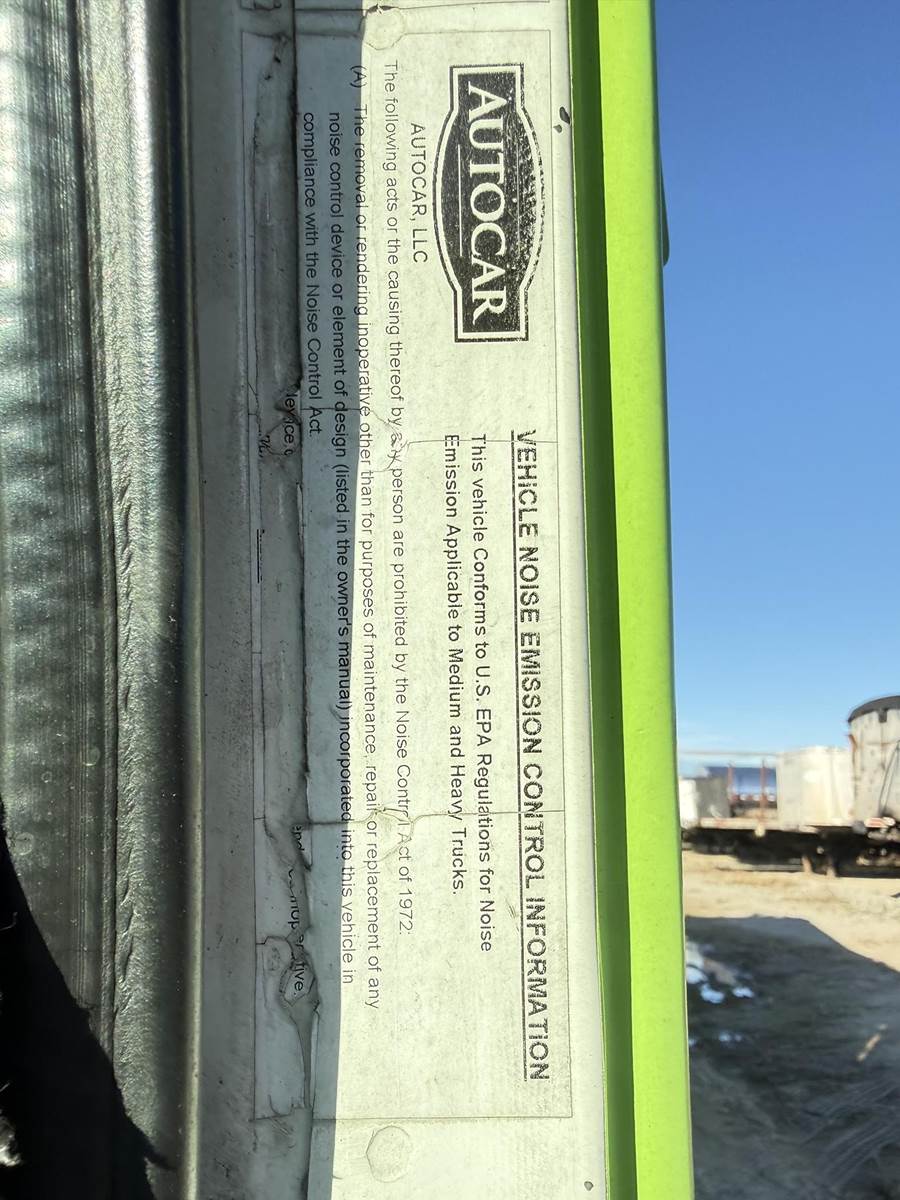 AUTOCAR
VEHICLE NOISE EMISSION CONTROL INFORMATION
This vehicle Conforms to U.S. EPA Regulations for Noise
Emission Applicable to Medium and Heavy Trucks.
AUTOCAR, LLC
The following acts or the causing thereof by any person are prohibited by the Noise Control Act of 1972:
(A) The removal or rendering inoperative other than for purposes of maintenance, repair or replacement of any
noise control device or element of design (listed in the owner's manual) incorporated into this vehicle in
compliance with the Noise Control Act.